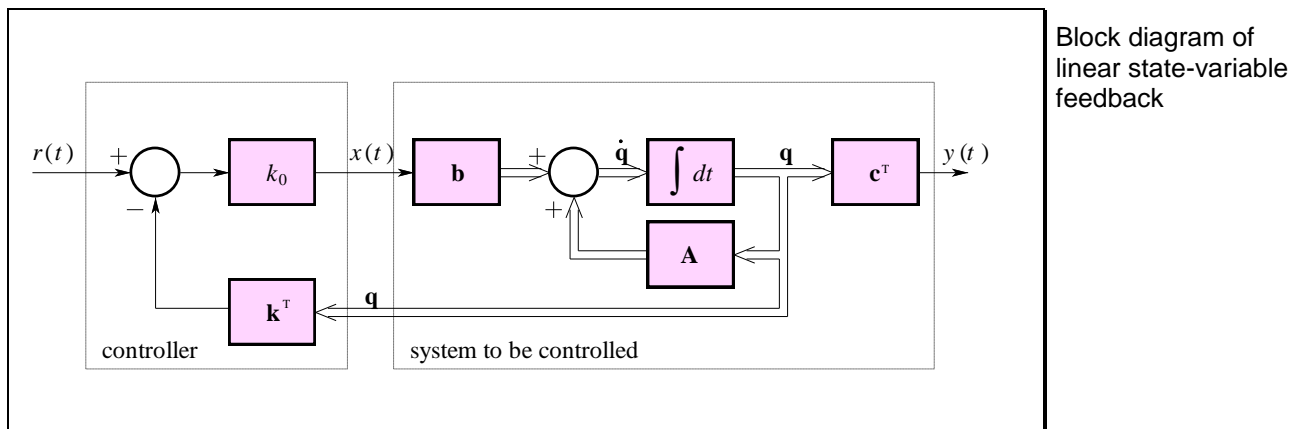 Block diagram of
linear state-variable
feedback
r(t)
+
−
k₀
x(t)
b
+
+
q̇
∫ dt
q
cᵀ
y(t)
A
kᵀ
q
controller
system to be controlled